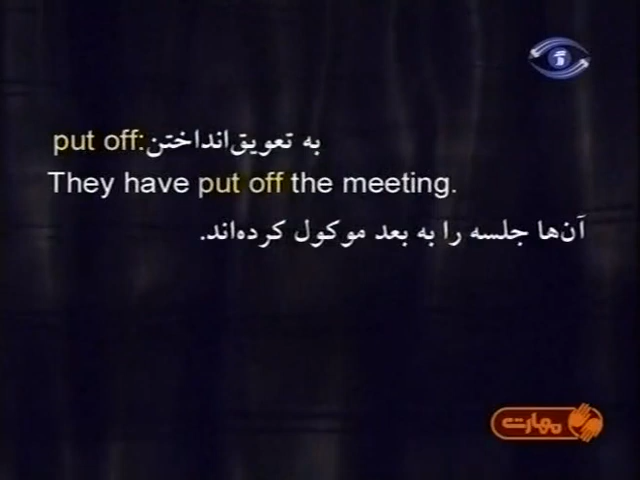 put off: به تعویق‌انداختن
They have put off the meeting.
آن‌ها جلسه را به بعد موکول کرده‌اند.
مهارت